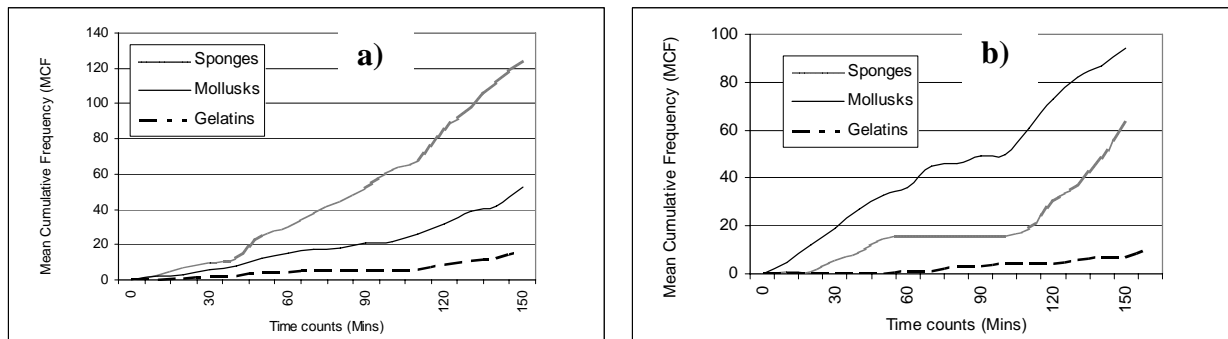 a)
Mean Cumulative Frequency (MCF
140
120
100
80
60
40
20
0
Sponges
Mollusks
Gelatins
0
30
60
90
120
150
Time counts (Mins)
b)
Mean Cumulative Frequency (MCF)
100
80
60
40
20
0
Sponges
Mollusks
Gelatins
0
30
60
90
120
150
Time counts (Mins)